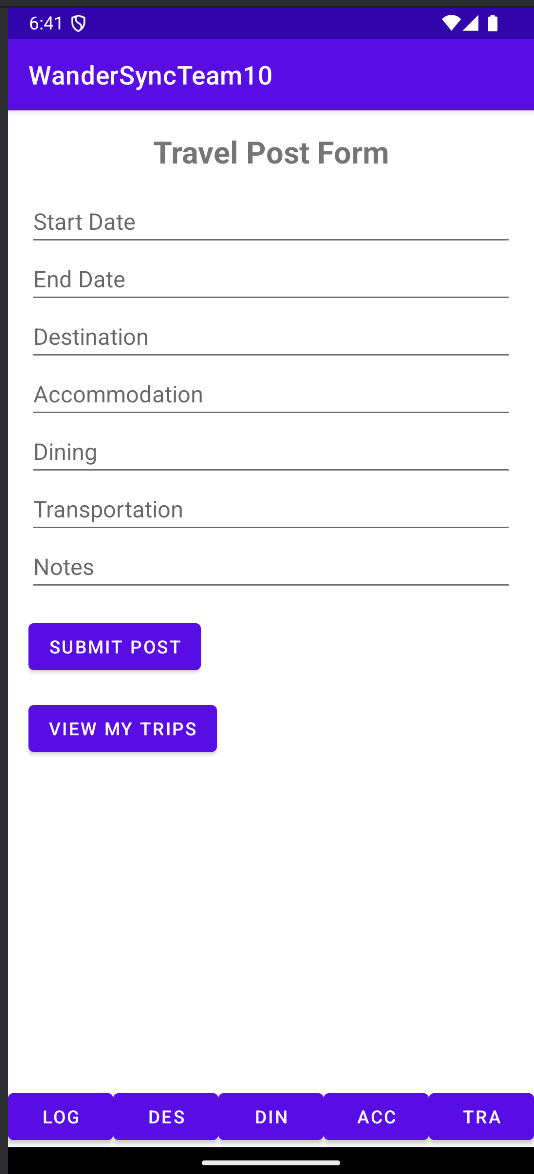 6:41
WanderSyncTeam10
Travel Post Form
Start Date
End Date
Destination
Accommodation
Dining
Transportation
Notes
SUBMIT POST
VIEW MY TRIPS
LOG DES DIN ACC TRA